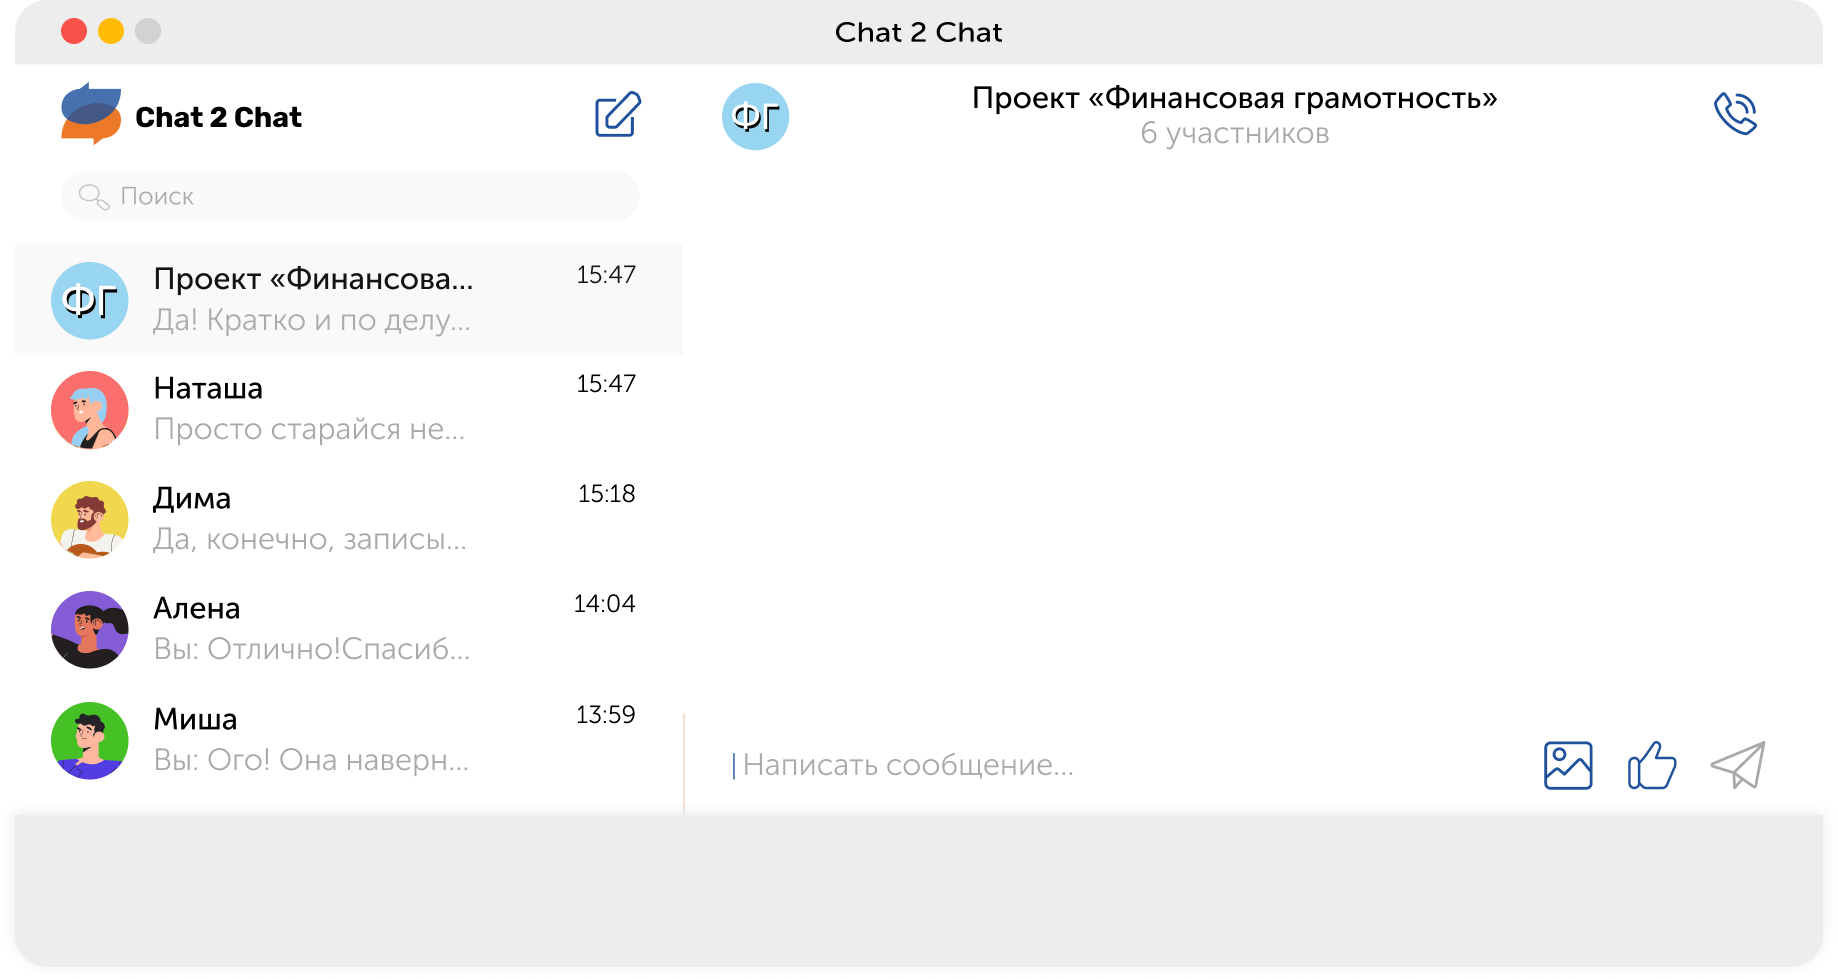 Chat 2 Chat
Chat 2 Chat
Поиск
ФГ
Проект «Финансова...
15:47
Да! Кратко и по делу...
Наташа
15:47
Просто старайся не...
Дима
15:18
Да, конечно, записы...
Алена
14:04
Вы: Отлично!Спасиб...
Миша
13:59
Вы: Ого! Она наверн...
ФГ
Проект «Финансовая грамотность»
6 участников
Написать сообщение...